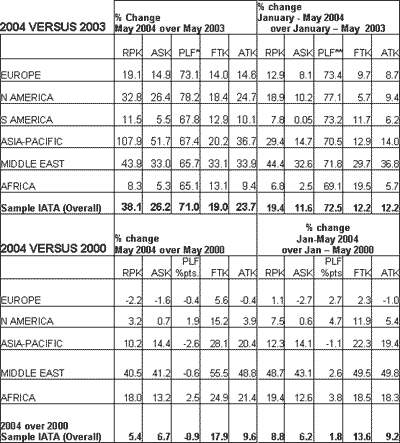 2004 VERSUS 2003 % Change May 2004 over May 2003 % change January - May 2004 over January – May 2003
RPK ASK PLF* FTK ATK RPK ASK PLF** FTK ATK
EUROPE 19.1 14.9 73.1 14.0 14.6 12.9 8.1 73.4 9.7 8.7
N AMERICA 32.8 26.4 78.2 18.4 24.7 18.9 10.2 77.1 5.7 9.4
S AMERICA 11.5 5.5 67.8 12.9 10.1 7.8 0.05 73.2 11.7 6.2
ASIA-PACIFIC 107.9 51.7 67.4 20.2 36.7 29.4 14.7 70.5 12.9 14.0
MIDDLE EAST 43.9 33.0 65.7 33.1 33.9 44.4 32.6 71.8 29.7 36.8
AFRICA 8.3 5.3 65.1 13.1 9.4 6.8 2.5 69.1 19.5 5.7
Sample IATA (Overall) 38.1 26.2 71.0 19.0 23.7 19.4 11.6 72.5 12.2 12.2
2004 VERSUS 2000 % change May 2004 over May 2000 % change Jan-May 2004 over Jan – May 2000
RPK ASK PLF %pts. FTK ATK RPK ASK PLF %pts FTK ATK
EUROPE -2.2 -1.6 -0.4 5.6 -0.4 1.1 -2.7 2.7 2.3 -1.0
N AMERICA 3.2 0.7 1.9 15.2 3.9 7.5 0.6 4.7 11.9 5.4
ASIA-PACIFIC 10.2 14.4 -2.6 28.1 20.4 12.3 14.1 -1.1 22.3 19.4
MIDDLE EAST 40.5 41.2 -0.6 55.5 48.8 48.7 43.1 2.6 49.5 49.8
AFRICA 18.0 13.2 2.5 24.9 21.4 19.4 12.6 3.8 18.5 18.3
2004 over 2000
Sample IATA (Overall) 5.4 6.7 -0.9 17.9 9.6 8.8 6.2 1.8 13.6 9.2